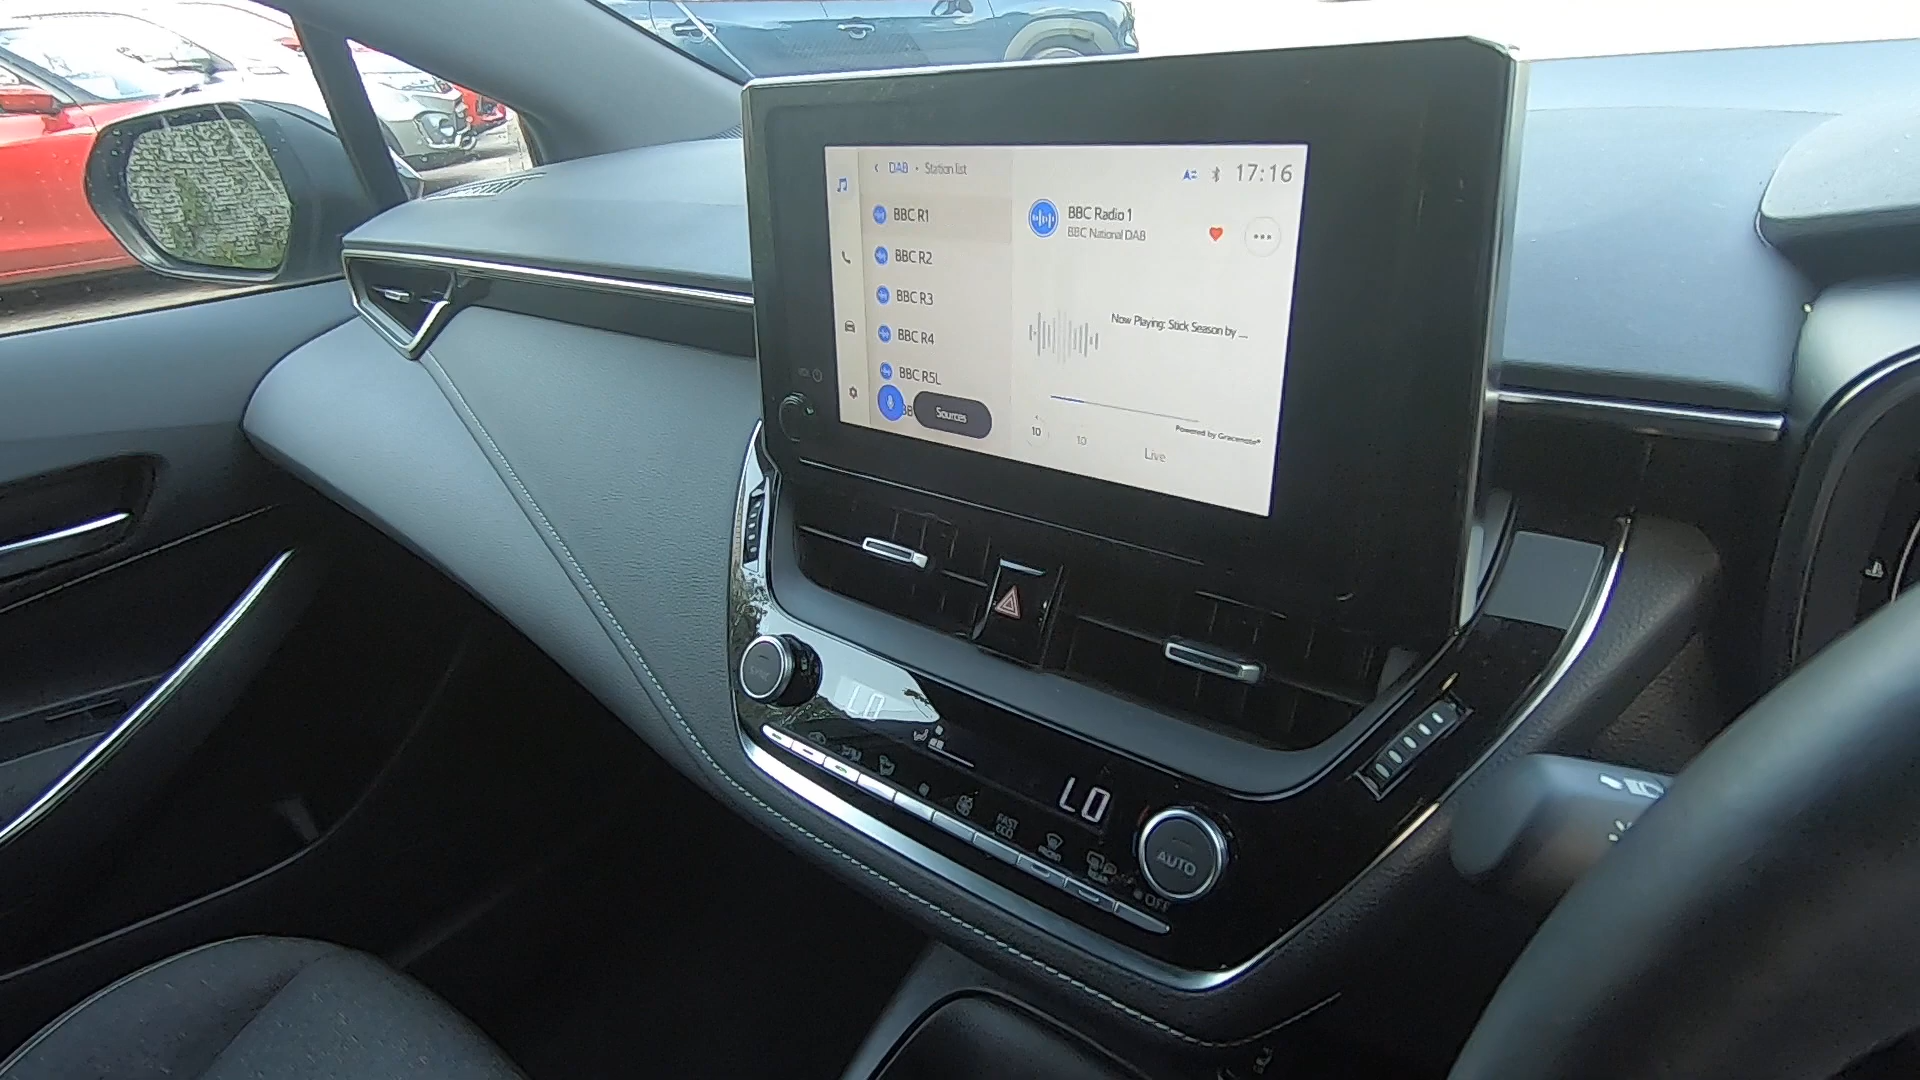 DAB • Station list
17:16
BBC R1
BBC R2
BBC R3
BBC R4
BBC R5L
Sources
BBC Radio 1
BBC National DAB
Now Playing: Stick Season by ...
10
10
Powered by Gracenote®
Live
LO
FAST
ECO
FRONT
REAR
OFF
AUTO